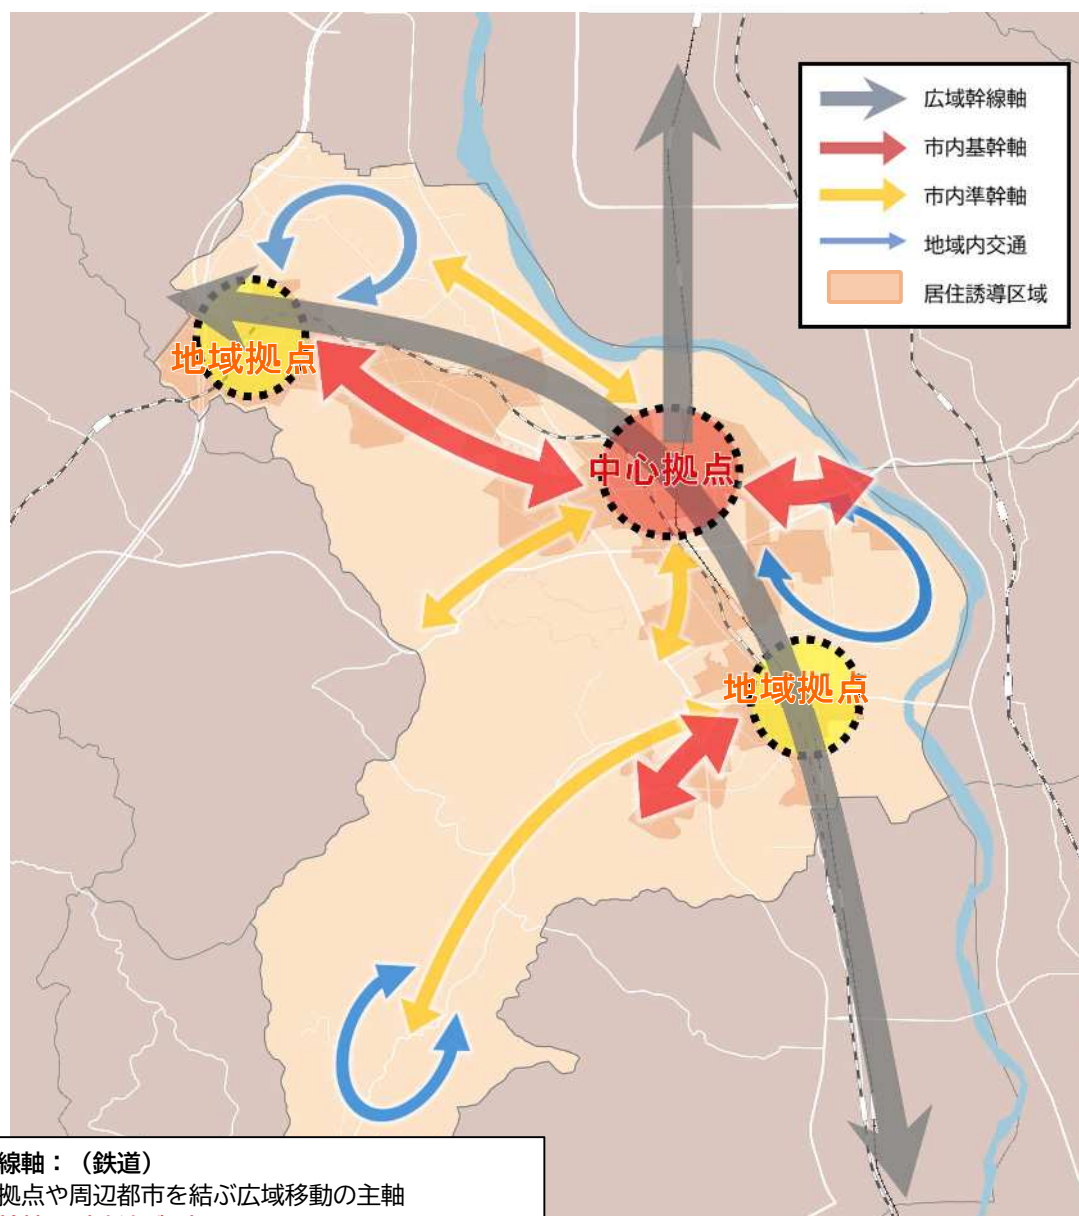 広域幹線軸
市内基幹軸
市内準幹軸
地域内交通
居住誘導区域
地域拠点
中心拠点
地域拠点
線軸：（鉄道）
拠点や周辺都市を結ぶ広域移動の主軸